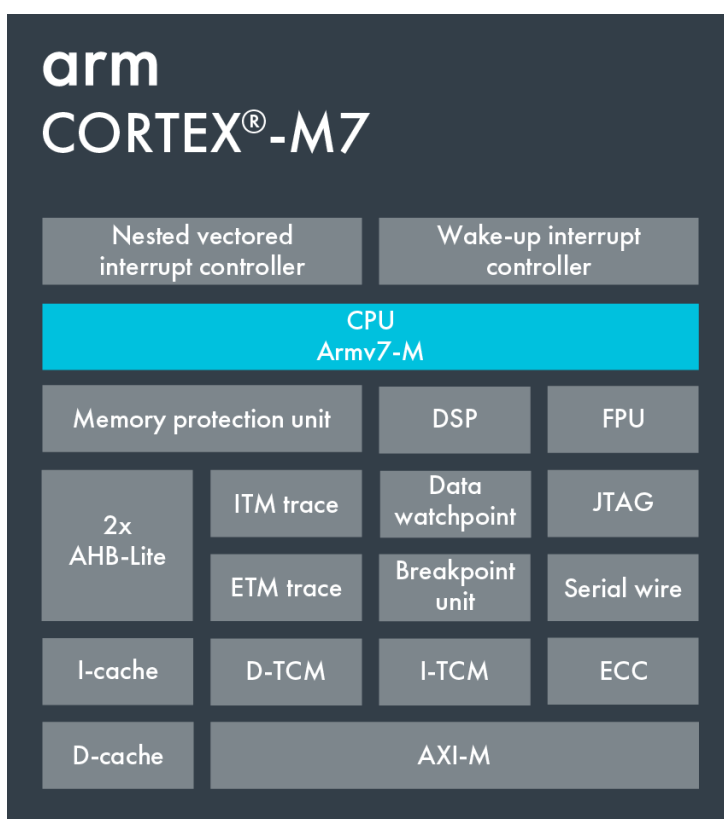 arm
CORTEX®-M7
Nested vectored
interrupt controller
Wake-up interrupt
controller
CPU
Armv7-M
Memory protection unit
DSP
FPU
2x
AHB-Lite
ITM trace
Data
watchpoint
JTAG
ETM trace
Breakpoint
unit
Serial wire
I-cache
D-TCM
I-TCM
ECC
D-cache
AXI-M